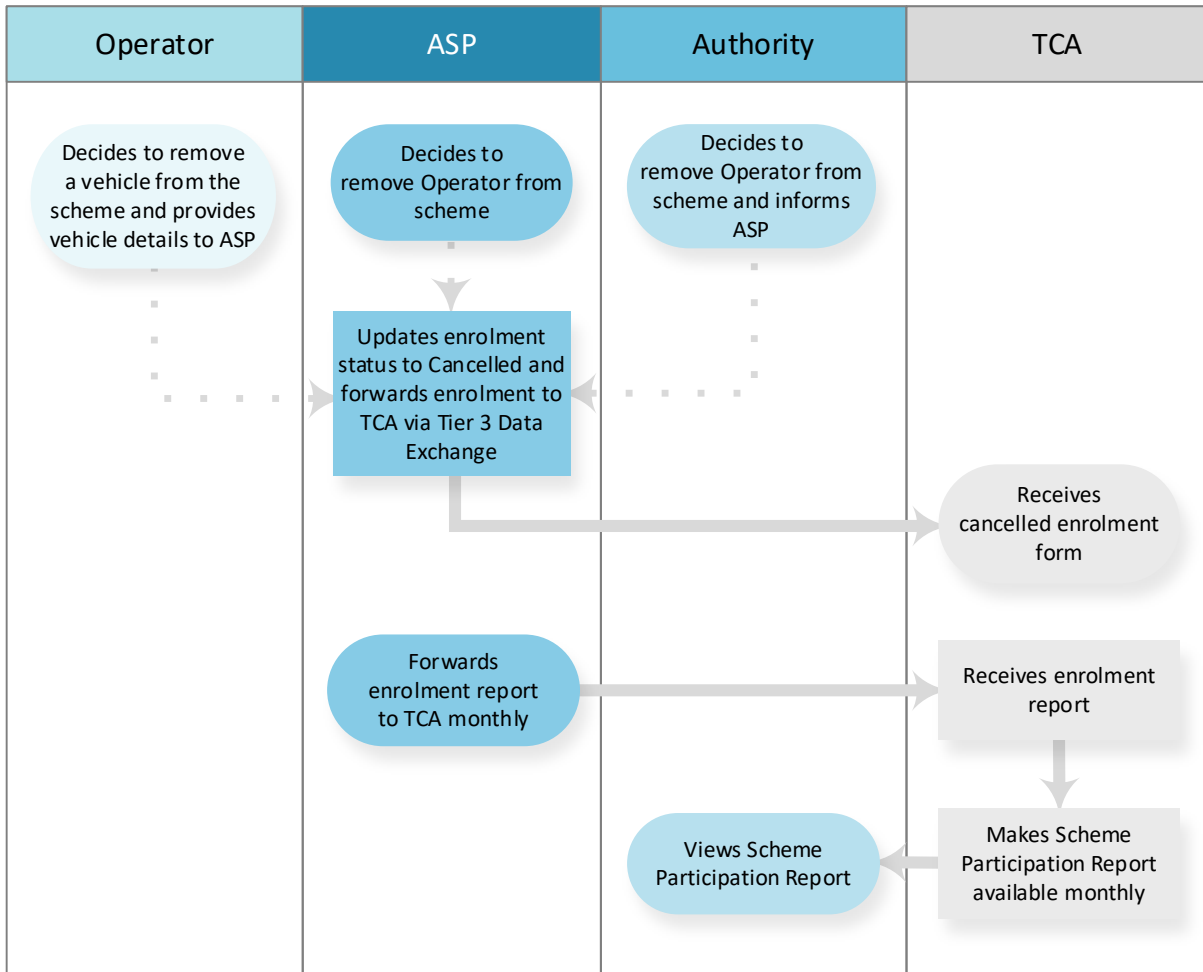 Operator
ASP
Authority
TCA
Decides to remove
a vehicle from the
scheme and provides
vehicle details to ASP
Decides to
remove Operator from
scheme
Decides to
remove Operator from
scheme and informs
ASP
Updates enrolment
status to Cancelled and
forwards enrolment to
TCA via Tier 3 Data
Exchange
Receives
cancelled enrolment
form
Forwards
enrolment report
to TCA monthly
Receives enrolment
report
Views Scheme
Participation Report
Makes Scheme
Participation Report
available monthly